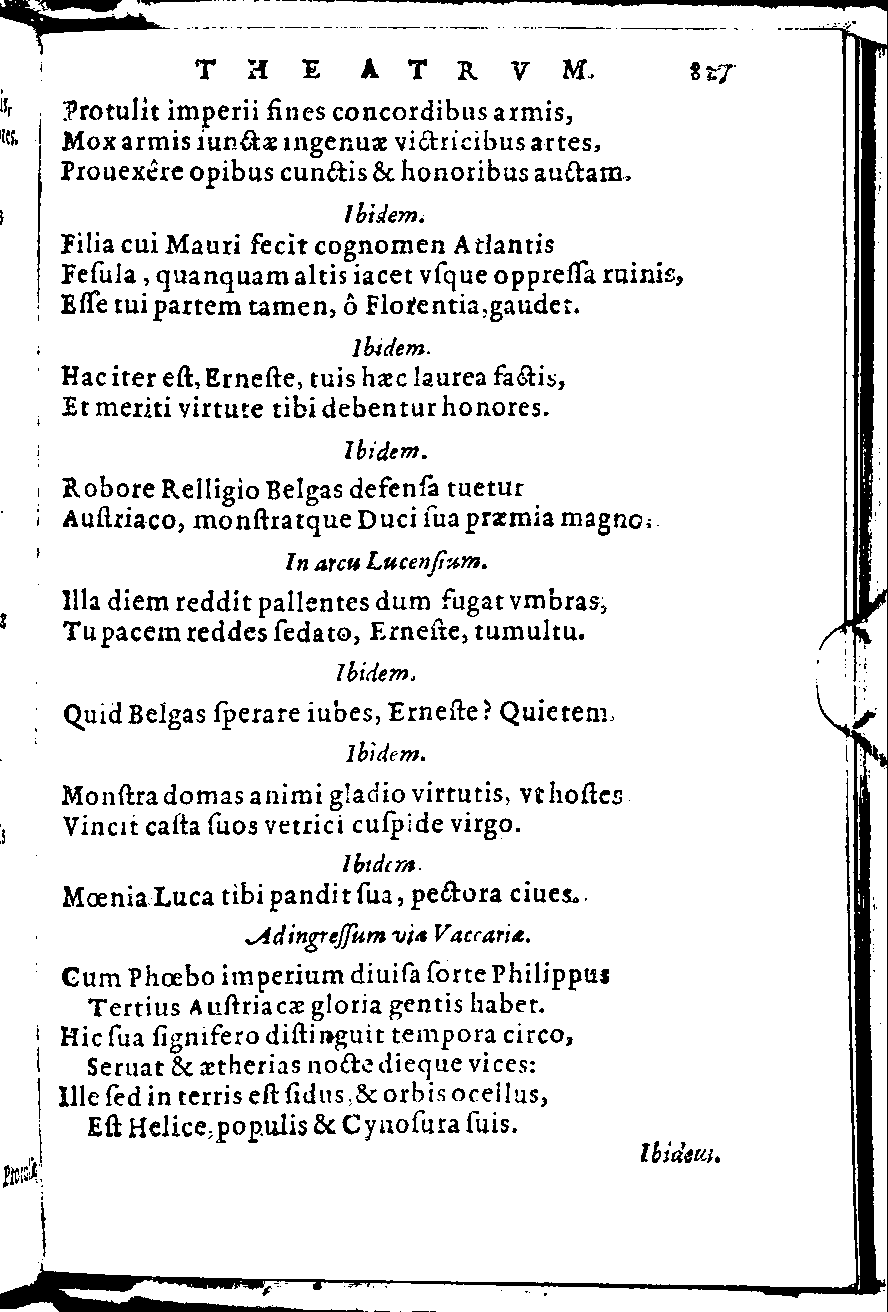 THEATRVM. 827
Protulit imperii fines concordibus armis,
Mox armis iunctæ ingenuæ victricibus artes,
Prouexêre opibus cunctis & honoribus auctam.
Ibidem.
Filia cui Mauri fecit cognomen Atlantis
Feſula, quanquam altis iacet vſque oppreſſa ruinis,
Eſſe tui partem tamen, ô Florentia, gaudet.
Ibidem.
Hac iter eſt, Erneſte, tuis hæc laurea factis,
Et meriti virtute tibi debentur honores.
Ibidem.
Robore Relligio Belgas defenſa tuetur
Auſtriaco, monſtratque Duci ſua præmia magno.
In arcu Lucenſium.
Illa diem reddit pallentes dum fugat vmbras,
Tu pacem reddes ſedato, Erneſte, tumultu.
Ibidem.
Quid Belgas ſperare iubes, Erneſte? Quietem.
Ibidem.
Monſtra domas animi gladio virtutis, vt hoſtes
Vincit caſta ſuos vetrici cuſpide virgo.
Ibidem.
Mœnia Luca tibi pandit ſua, pectora ciues.
Ad ingreſſum viæ Vaccariæ.
Cum Phœbo imperium diuiſa ſorte Philippus
Tertius Auſtriacæ gloria gentis habet.
Hic ſua ſignifero diſtinguit tempora circo,
Seruat & ætherias nocte dieque vices:
Ille ſed in terris eſt ſidus, & orbis ocellus,
Eſt Helice, populis & Cynoſura ſuis.
Ibidem.